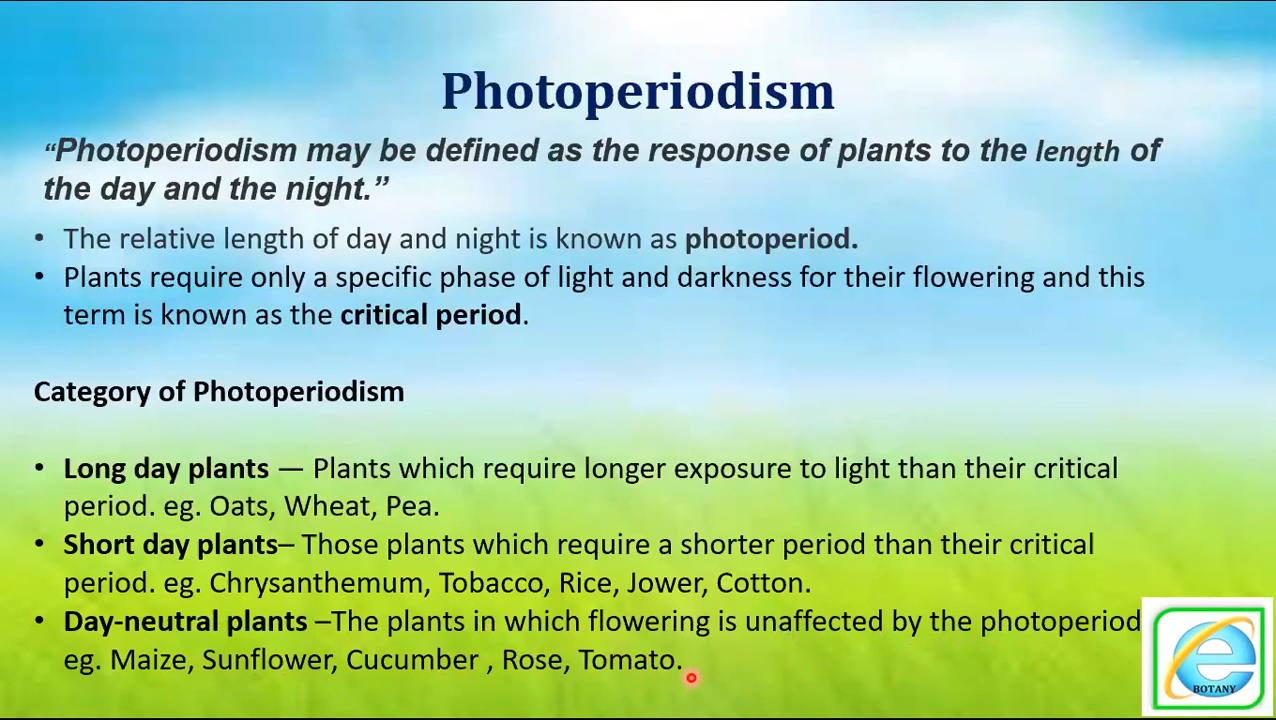 Photoperiodism
“Photoperiodism may be defined as the response of plants to the length of
the day and the night.”
• The relative length of day and night is known as photoperiod.
• Plants require only a specific phase of light and darkness for their flowering and this
term is known as the critical period.
Category of Photoperiodism
• Long day plants — Plants which require longer exposure to light than their critical
period. eg. Oats, Wheat, Pea.
• Short day plants– Those plants which require a shorter period than their critical
period. eg. Chrysanthemum, Tobacco, Rice, Jower, Cotton.
• Day-neutral plants –The plants in which flowering is unaffected by the photoperiod
eg. Maize, Sunflower, Cucumber , Rose, Tomato.
e
BOTANY